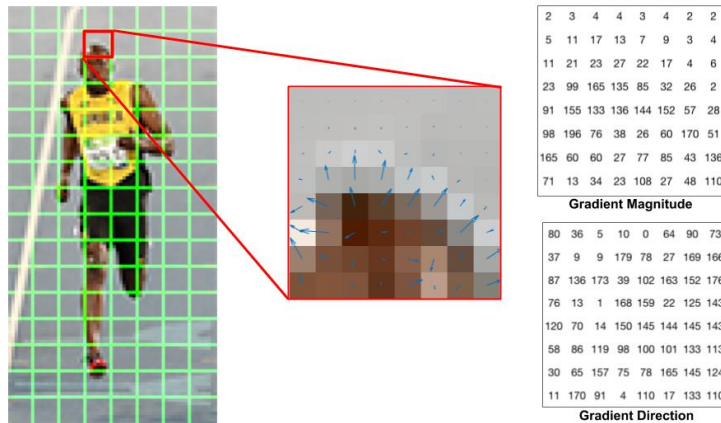 2 3 4 4 3 4 2 2
5 11 17 13 7 9 3 4
11 21 23 27 22 17 4 6
23 99 165 135 85 32 26 2
91 155 133 136 144 152 57 28
98 196 76 38 26 60 170 51
165 60 60 27 77 85 43 136
71 13 34 23 108 27 48 110
Gradient Magnitude
80 36 5 10 0 64 90 73
37 9 9 179 78 27 169 166
87 136 173 39 102 163 152 176
76 13 1 168 159 22 125 143
120 70 14 150 145 144 145 143
58 86 119 98 100 101 133 113
30 65 157 75 78 165 145 124
11 170 91 4 110 17 133 110
Gradient Direction